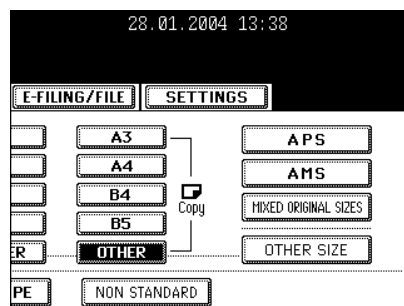 28.01.2004 13:38
E-FILING/FILE SETTINGS
A3 APS
A4 AMS
B4 Copy MIXED ORIGINAL SIZES
B5
ER OTHER OTHER SIZE
PE NON STANDARD